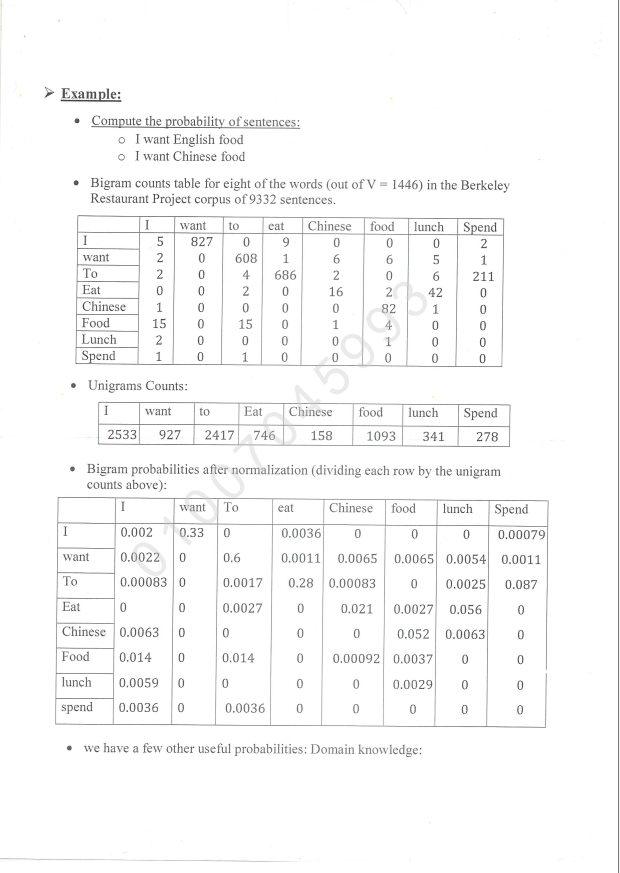 ➤ Example:
• Compute the probability of sentences:
o I want English food
o I want Chinese food
• Bigram counts table for eight of the words (out of V = 1446) in the Berkeley
Restaurant Project corpus of 9332 sentences.
I want to eat Chinese food lunch Spend
I 5 827 0 9 0 0 0 2
want 2 0 608 1 6 6 5 1
To 2 0 4 686 2 0 6 211
Eat 0 0 2 0 16 2 42 0
Chinese 1 0 0 0 0 82 1 0
Food 15 0 15 0 1 4 0 0
Lunch 2 0 0 0 0 1 0 0
Spend 1 0 1 0 0 0 0 0
• Unigrams Counts:
I want to Eat Chinese food lunch Spend
2533 927 2417 746 158 1093 341 278
• Bigram probabilities after normalization (dividing each row by the unigram
counts above):
I want To eat Chinese food lunch Spend
I 0.002 0.33 0 0.0036 0 0 0 0.00079
want 0.0022 0 0.6 0.0011 0.0065 0.0065 0.0054 0.0011
To 0.00083 0 0.0017 0.28 0.00083 0 0.0025 0.087
Eat 0 0 0.0027 0 0.021 0.0027 0.056 0
Chinese 0.0063 0 0 0 0 0.052 0.0063 0
Food 0.014 0 0.014 0 0.00092 0.0037 0 0
lunch 0.0059 0 0 0 0 0.0029 0 0
spend 0.0036 0 0.0036 0 0 0 0 0
• we have a few other useful probabilities: Domain knowledge:
01007045993